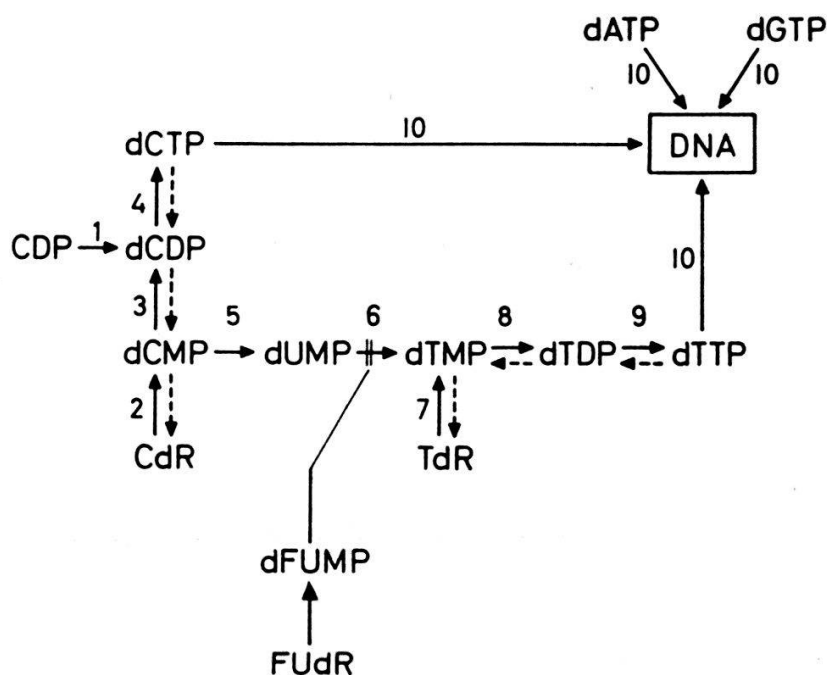 dATP dGTP
10 10
dCTP 10 DNA
4
CDP 1 dCDP
10
3 5 6 8 9
dCMP dUMP dTMP dTDP dTTP
2 7
CdR TdR
dFUMP
FUdR